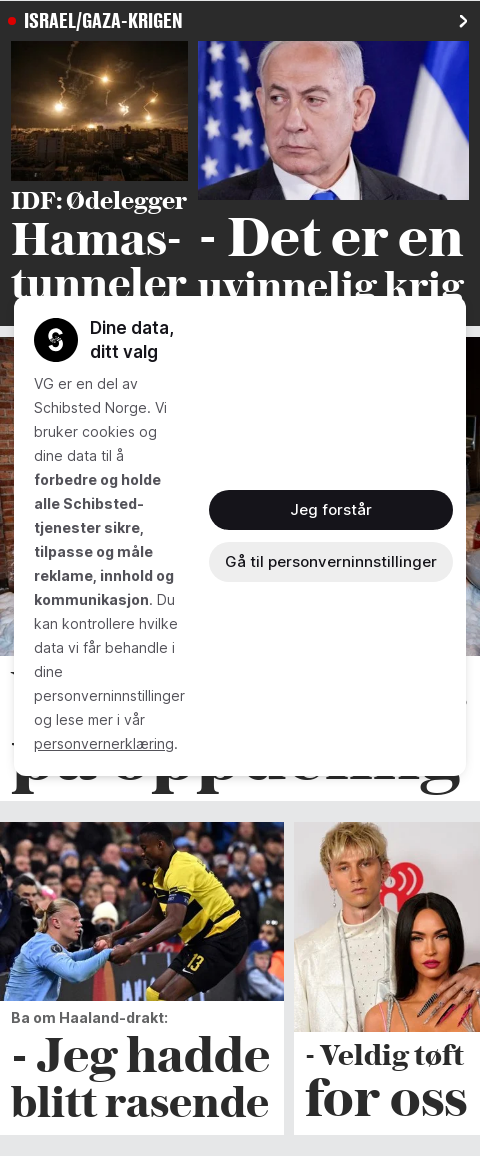 ISRAEL/GAZA-KRIGEN
IDF: Ødelegger
Hamas-
tunneler
- Det er en
uvinnelig krig
Dine data,
ditt valg
VG er en del av
Schibsted Norge. Vi
bruker cookies og
dine data til å
forbedre og holde
alle Schibsted-
tjenester sikre,
tilpasse og måle
reklame, innhold og
kommunikasjon. Du
kan kontrollere hvilke
data vi får behandle i
dine
personverninnstillinger
og lese mer i vår
personvernerklæring.
Jeg forstår
Gå til personverninnstillinger
på oppdeling
13
Ba om Haaland-drakt:
- Jeg hadde
blitt rasende
- Veldig tøft
for oss